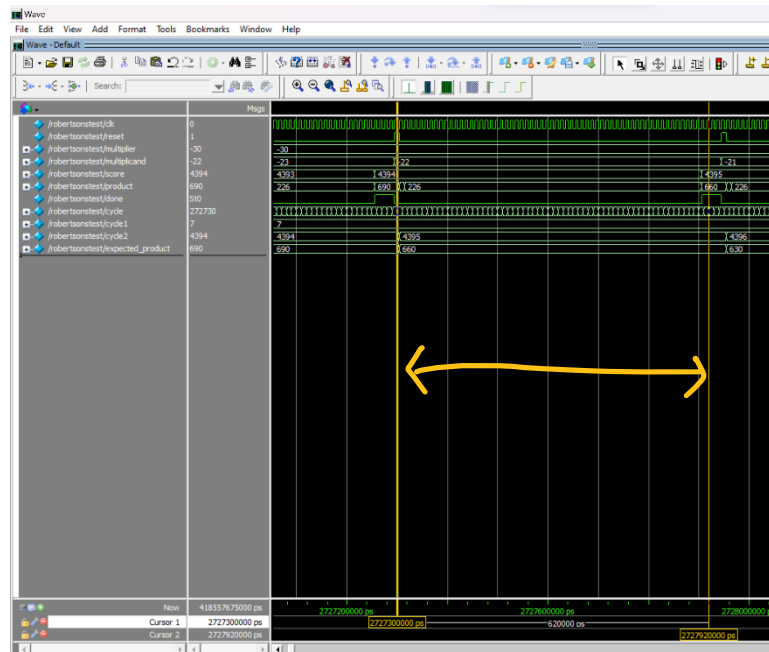 Wave
File Edit View Add Format Tools Bookmarks Window Help
Wave - Default
Search:
Msgs
/robertsonstest/clk 0
/robertsonstest/reset 1
/robertsonstest/multiplier -30 -30
/robertsonstest/multiplicand -22 -23 -22 -21
/robertsonstest/score 4394 4393 4394 4395
/robertsonstest/product 690 226 690 226 660 226
/robertsonstest/done St0
/robertsonstest/cycle 272730
/robertsonstest/cycle1 7 7
/robertsonstest/cycle2 4394 4394 4395 4396
/robertsonstest/expected_product 690 690 660 630
Now 418557675000 ps 2727200000 ps 2727600000 ps 2728000000 ps
Cursor 1 2727300000 ps 2727300000 ps 620000 ps
Cursor 2 2727920000 ps 2727920000 ps